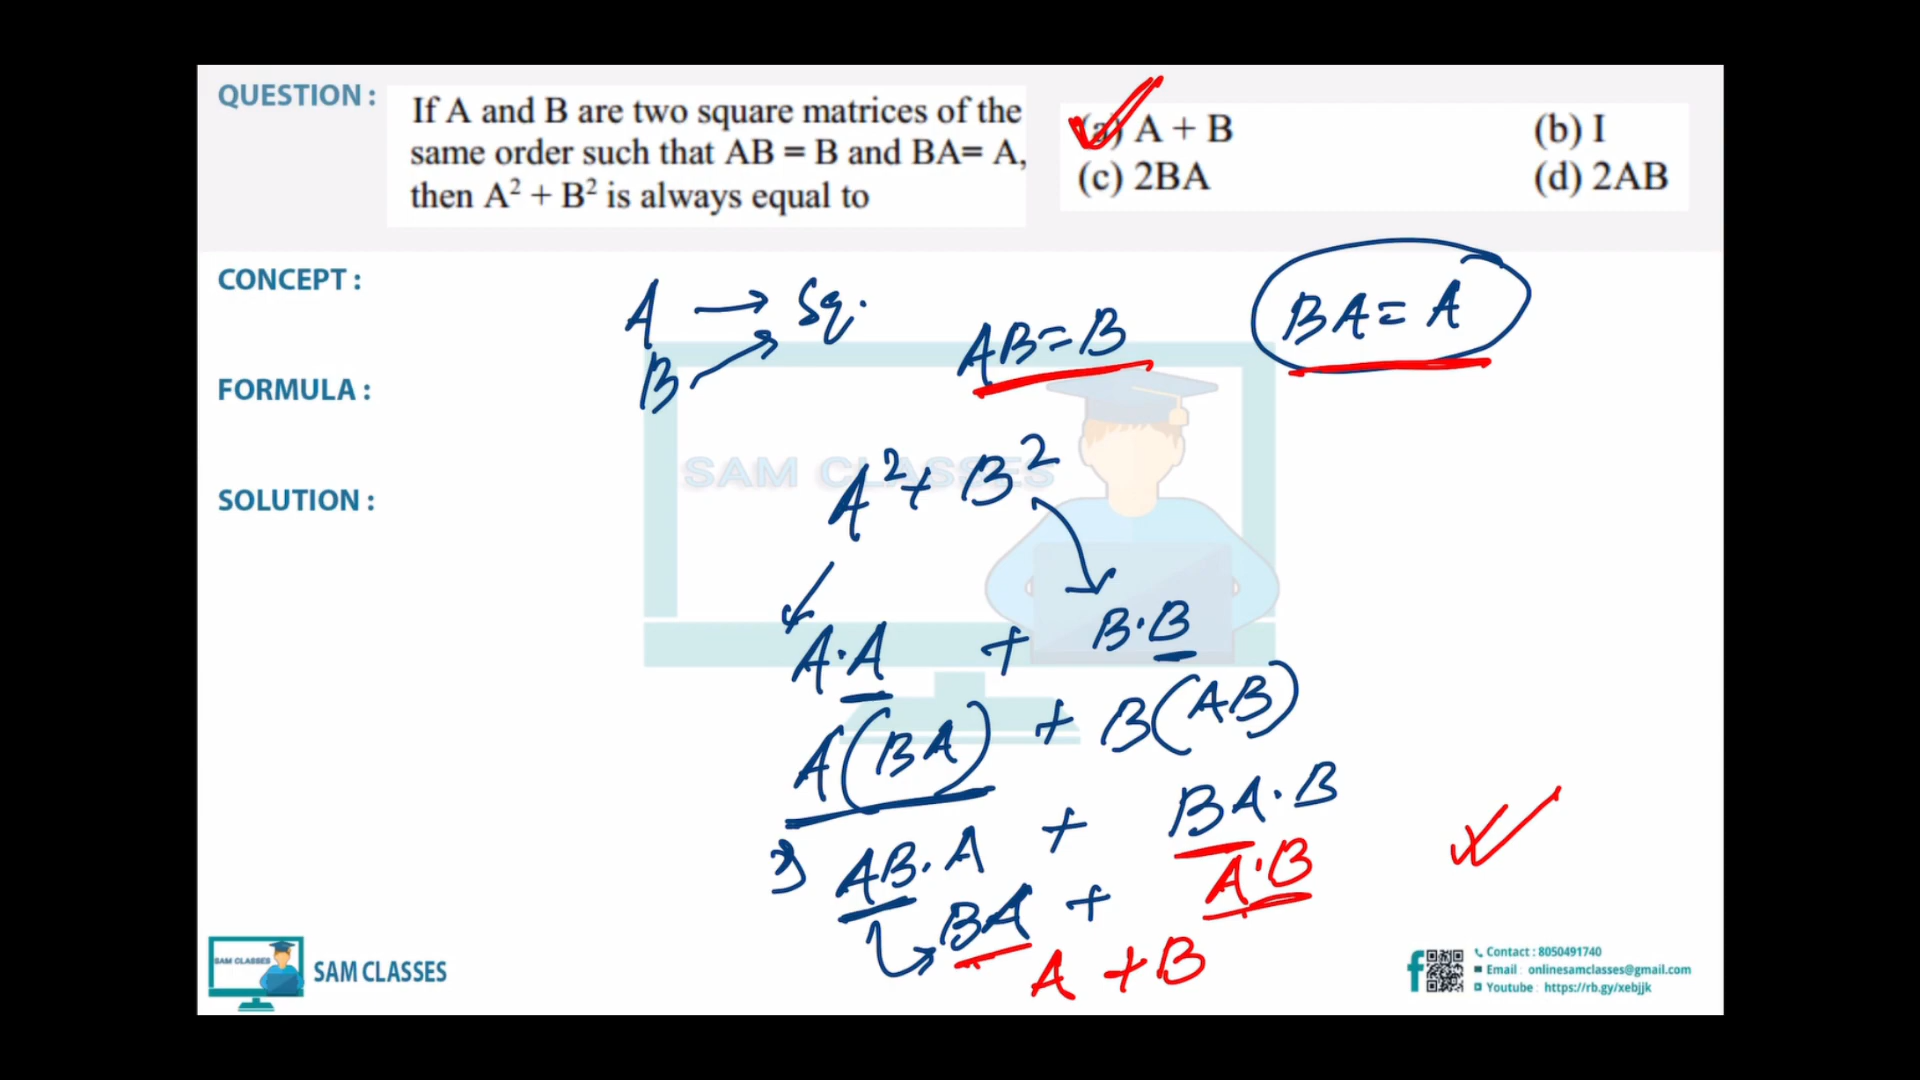 QUESTION :
If A and B are two square matrices of the
same order such that AB = B and BA= A,
then A² + B² is always equal to
(a) A + B
(b) I
(c) 2BA
(d) 2AB
CONCEPT :
FORMULA :
SOLUTION :
A → Sq.
B
AB = B
BA = A
SAM CLASSES
A² + B²
A·A + B·B
A(BA) + B(AB)
AB·A + BA·B
BA + A·B
A + B
SAM CLASSES
SAM CLASSES
Contact : 8050491740
Email : onlinesamclasses@gmail.com
Youtube : https://rb.gy/xebjjk